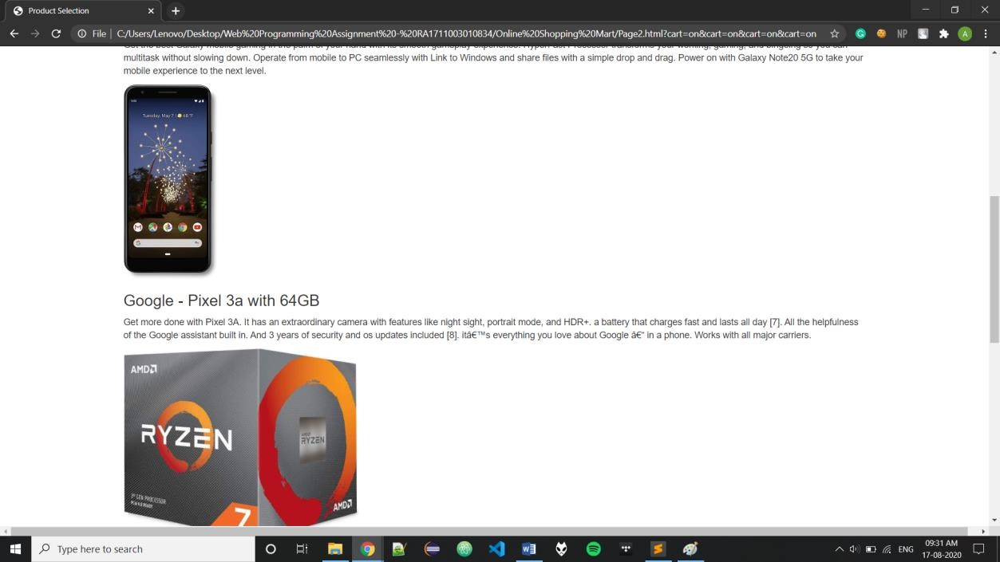 Product Selection
File | C:/Users/Lenovo/Desktop/Web%20Programming%20Assignment%20-%20RA1711003010834/Online%20Shopping%20Mart/Page2.html?cart=on&cart=on&cart=on&cart=on
NP
A
Get the best Galaxy mobile gaming in the palm of your hand with its smooth gameplay experience. HyperFast Processor transforms your working, gaming, and bingeing so you can
multitask without slowing down. Operate from mobile to PC seamlessly with Link to Windows and share files with a simple drop and drag. Power on with Galaxy Note20 5G to take your
mobile experience to the next level.
Tuesday, May 7 | 68 °F
Google - Pixel 3a with 64GB
Get more done with Pixel 3A. It has an extraordinary camera with features like night sight, portrait mode, and HDR+. a battery that charges fast and lasts all day [7]. All the helpfulness
of the Google assistant built in. And 3 years of security and os updates included [8]. itâ€™s everything you love about Google â€“ in a phone. Works with all major carriers.
AMD
RYZEN
AMD
RYZEN
3rd GEN PROCESSOR
PCIe 4.0 READY
7
AMD
Type here to search
ENG
09:31 AM
17-08-2020